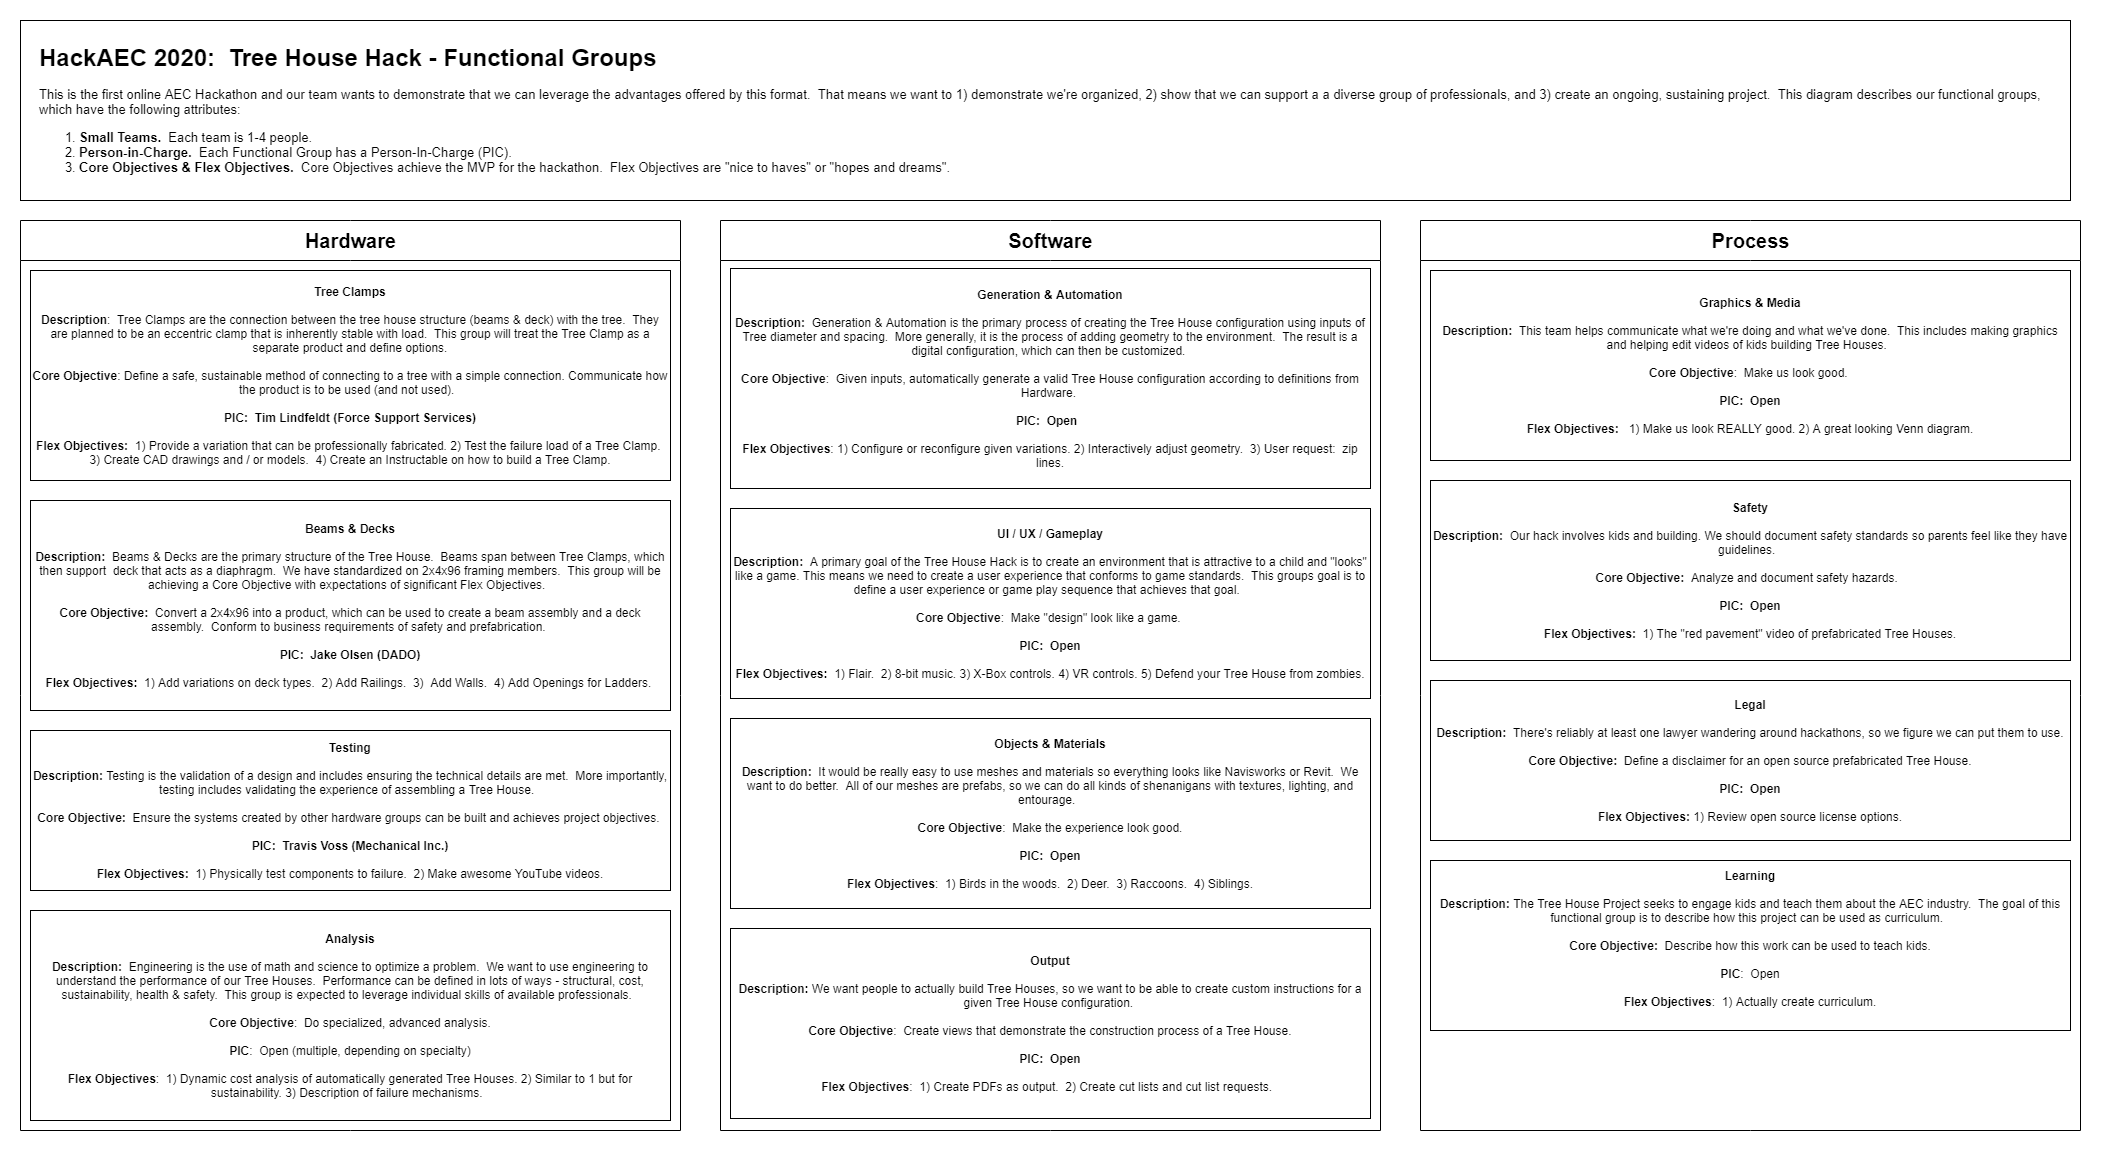 HackAEC 2020:  Tree House Hack - Functional Groups
This is the first online AEC Hackathon and our team wants to demonstrate that we can leverage the advantages offered by this format.  That means we want to 1) demonstrate we're organized, 2) show that we can support a a diverse group of professionals, and 3) create an ongoing, sustaining project.  This diagram describes our functional groups,
which have the following attributes:
1. Small Teams.  Each team is 1-4 people.
2. Person-in-Charge.  Each Functional Group has a Person-In-Charge (PIC).
3. Core Objectives & Flex Objectives.  Core Objectives achieve the MVP for the hackathon.  Flex Objectives are "nice to haves" or "hopes and dreams".
Hardware
Tree Clamps
Description:  Tree Clamps are the connection between the tree house structure (beams & deck) with the tree.  They
are planned to be an eccentric clamp that is inherently stable with load.  This group will treat the Tree Clamp as a
separate product and define options.
Core Objective: Define a safe, sustainable method of connecting to a tree with a simple connection. Communicate how
the product is to be used (and not used).
PIC:  Tim Lindfeldt (Force Support Services)
Flex Objectives:  1) Provide a variation that can be professionally fabricated. 2) Test the failure load of a Tree Clamp.
3) Create CAD drawings and / or models.  4) Create an Instructable on how to build a Tree Clamp.
Beams & Decks
Description:  Beams & Decks are the primary structure of the Tree House.  Beams span between Tree Clamps, which
then support  deck that acts as a diaphragm.  We have standardized on 2x4x96 framing members.  This group will be
achieving a Core Objective with expectations of significant Flex Objectives.
Core Objective:  Convert a 2x4x96 into a product, which can be used to create a beam assembly and a deck
assembly.  Conform to business requirements of safety and prefabrication.
PIC:  Jake Olsen (DADO)
Flex Objectives:  1) Add variations on deck types.  2) Add Railings.  3)  Add Walls.  4) Add Openings for Ladders.
Testing
Description: Testing is the validation of a design and includes ensuring the technical details are met.  More importantly,
testing includes validating the experience of assembling a Tree House.
Core Objective:  Ensure the systems created by other hardware groups can be built and achieves project objectives.
PIC:  Travis Voss (Mechanical Inc.)
Flex Objectives:  1) Physically test components to failure.  2) Make awesome YouTube videos.
Analysis
Description:  Engineering is the use of math and science to optimize a problem.  We want to use engineering to
understand the performance of our Tree Houses.  Performance can be defined in lots of ways - structural, cost,
sustainability, health & safety.  This group is expected to leverage individual skills of available professionals.
Core Objective:  Do specialized, advanced analysis.
PIC:  Open (multiple, depending on specialty)
Flex Objectives:  1) Dynamic cost analysis of automatically generated Tree Houses. 2) Similar to 1 but for
sustainability. 3) Description of failure mechanisms.
Software
Generation & Automation
Description:  Generation & Automation is the primary process of creating the Tree House configuration using inputs of
Tree diameter and spacing.  More generally, it is the process of adding geometry to the environment.  The result is a
digital configuration, which can then be customized.
Core Objective:  Given inputs, automatically generate a valid Tree House configuration according to definitions from
Hardware.
PIC:  Open
Flex Objectives: 1) Configure or reconfigure given variations. 2) Interactively adjust geometry.  3) User request:  zip
lines.
UI / UX / Gameplay
Description:  A primary goal of the Tree House Hack is to create an environment that is attractive to a child and "looks"
like a game. This means we need to create a user experience that conforms to game standards.  This groups goal is to
define a user experience or game play sequence that achieves that goal.
Core Objective:  Make "design" look like a game.
PIC:  Open
Flex Objectives:  1) Flair.  2) 8-bit music. 3) X-Box controls. 4) VR controls. 5) Defend your Tree House from zombies.
Objects & Materials
Description:  It would be really easy to use meshes and materials so everything looks like Navisworks or Revit.  We
want to do better.  All of our meshes are prefabs, so we can do all kinds of shenanigans with textures, lighting, and
entourage.
Core Objective:  Make the experience look good.
PIC:  Open
Flex Objectives:  1) Birds in the woods.  2) Deer.  3) Raccoons.  4) Siblings.
Output
Description: We want people to actually build Tree Houses, so we want to be able to create custom instructions for a
given Tree House configuration.
Core Objective:  Create views that demonstrate the construction process of a Tree House.
PIC:  Open
Flex Objectives:  1) Create PDFs as output.  2) Create cut lists and cut list requests.
Process
Graphics & Media
Description:  This team helps communicate what we're doing and what we've done.  This includes making graphics
and helping edit videos of kids building Tree Houses.
Core Objective:  Make us look good.
PIC:  Open
Flex Objectives:   1) Make us look REALLY good. 2) A great looking Venn diagram.
Safety
Description:  Our hack involves kids and building. We should document safety standards so parents feel like they have
guidelines.
Core Objective:  Analyze and document safety hazards.
PIC:  Open
Flex Objectives:  1) The "red pavement" video of prefabricated Tree Houses.
Legal
Description:  There's reliably at least one lawyer wandering around hackathons, so we figure we can put them to use.
Core Objective:  Define a disclaimer for an open source prefabricated Tree House.
PIC:  Open
Flex Objectives: 1) Review open source license options.
Learning
Description: The Tree House Project seeks to engage kids and teach them about the AEC industry.  The goal of this
functional group is to describe how this project can be used as curriculum.
Core Objective:  Describe how this work can be used to teach kids.
PIC:  Open
Flex Objectives:  1) Actually create curriculum.